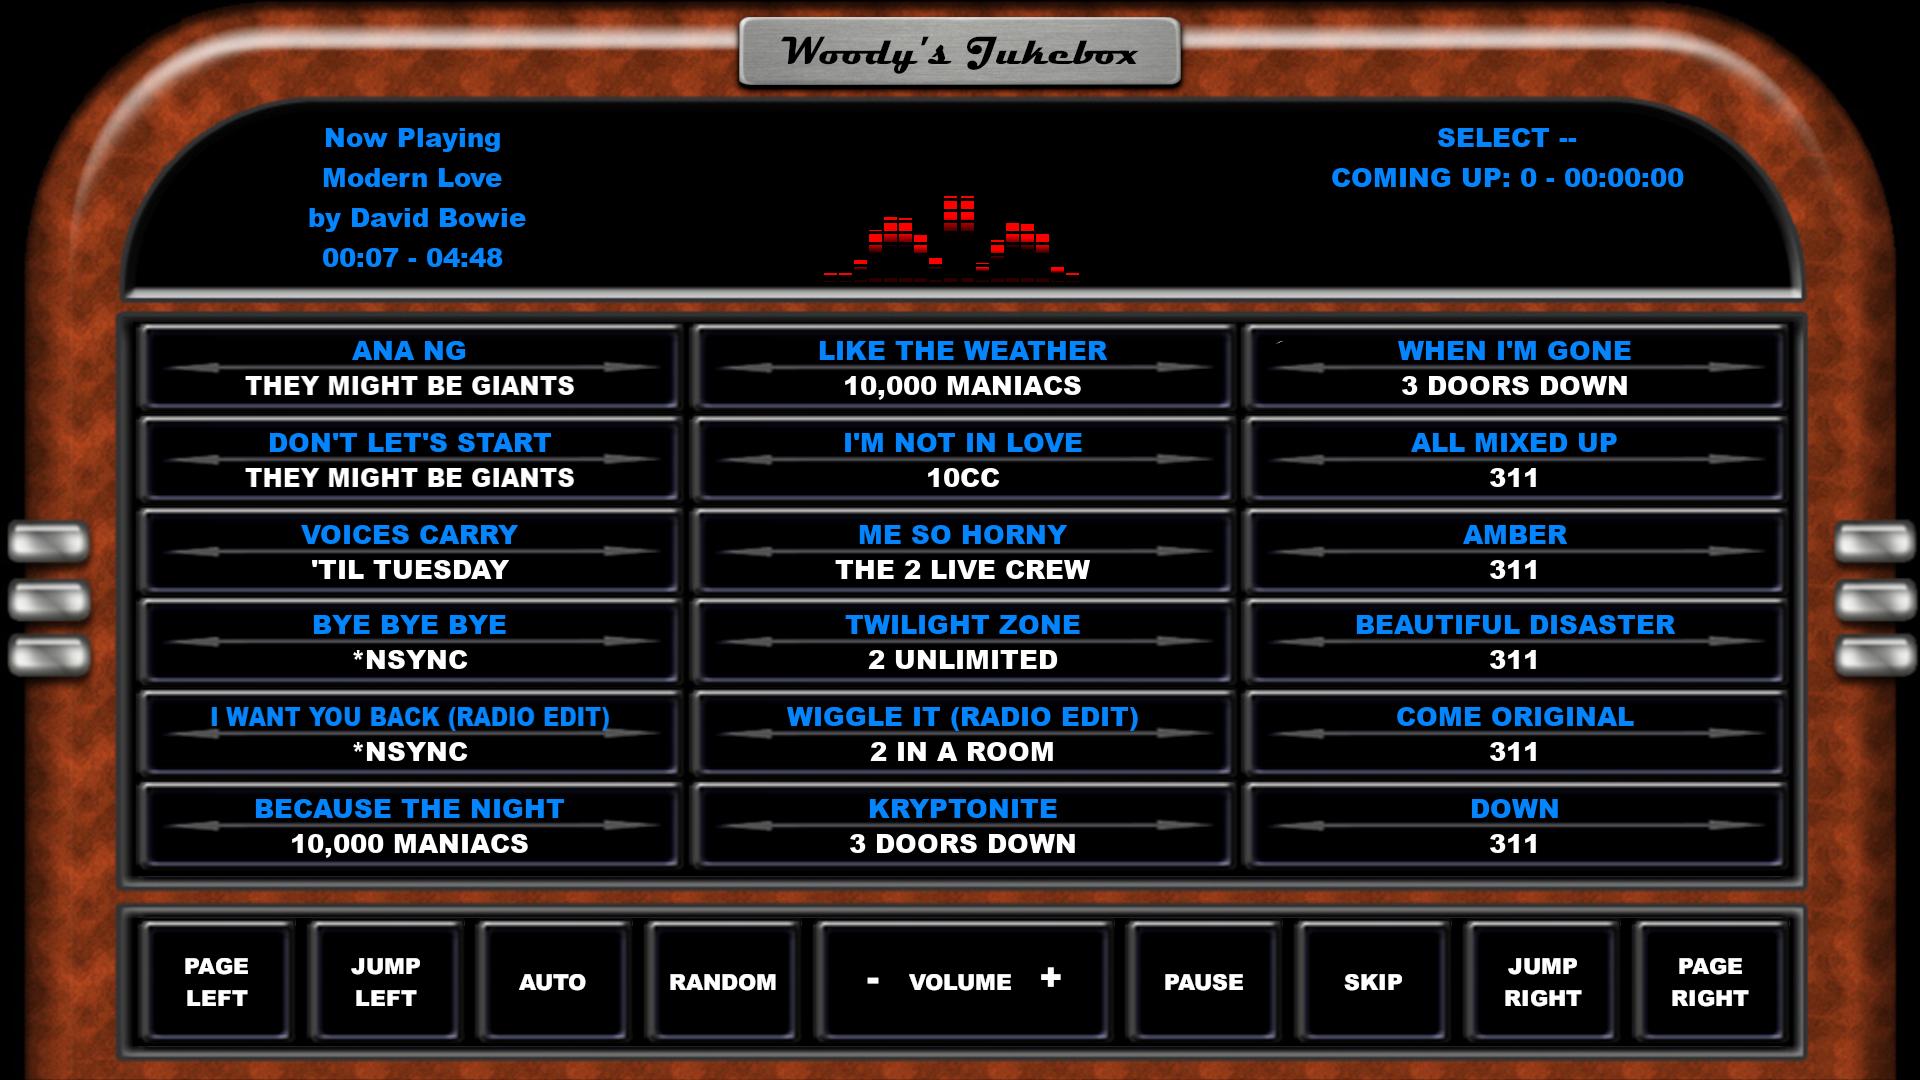 Woody's Jukebox
Now Playing
Modern Love
by David Bowie
00:07 - 04:48
SELECT --
COMING UP: 0 - 00:00:00
ANA NG
THEY MIGHT BE GIANTS
DON'T LET'S START
THEY MIGHT BE GIANTS
VOICES CARRY
'TIL TUESDAY
BYE BYE BYE
*NSYNC
I WANT YOU BACK (RADIO EDIT)
*NSYNC
BECAUSE THE NIGHT
10,000 MANIACS
LIKE THE WEATHER
10,000 MANIACS
I'M NOT IN LOVE
10CC
ME SO HORNY
THE 2 LIVE CREW
TWILIGHT ZONE
2 UNLIMITED
WIGGLE IT (RADIO EDIT)
2 IN A ROOM
KRYPTONITE
3 DOORS DOWN
WHEN I'M GONE
3 DOORS DOWN
ALL MIXED UP
311
AMBER
311
BEAUTIFUL DISASTER
311
COME ORIGINAL
311
DOWN
311
PAGE
LEFT
JUMP
LEFT
AUTO
RANDOM
- VOLUME +
PAUSE
SKIP
JUMP
RIGHT
PAGE
RIGHT